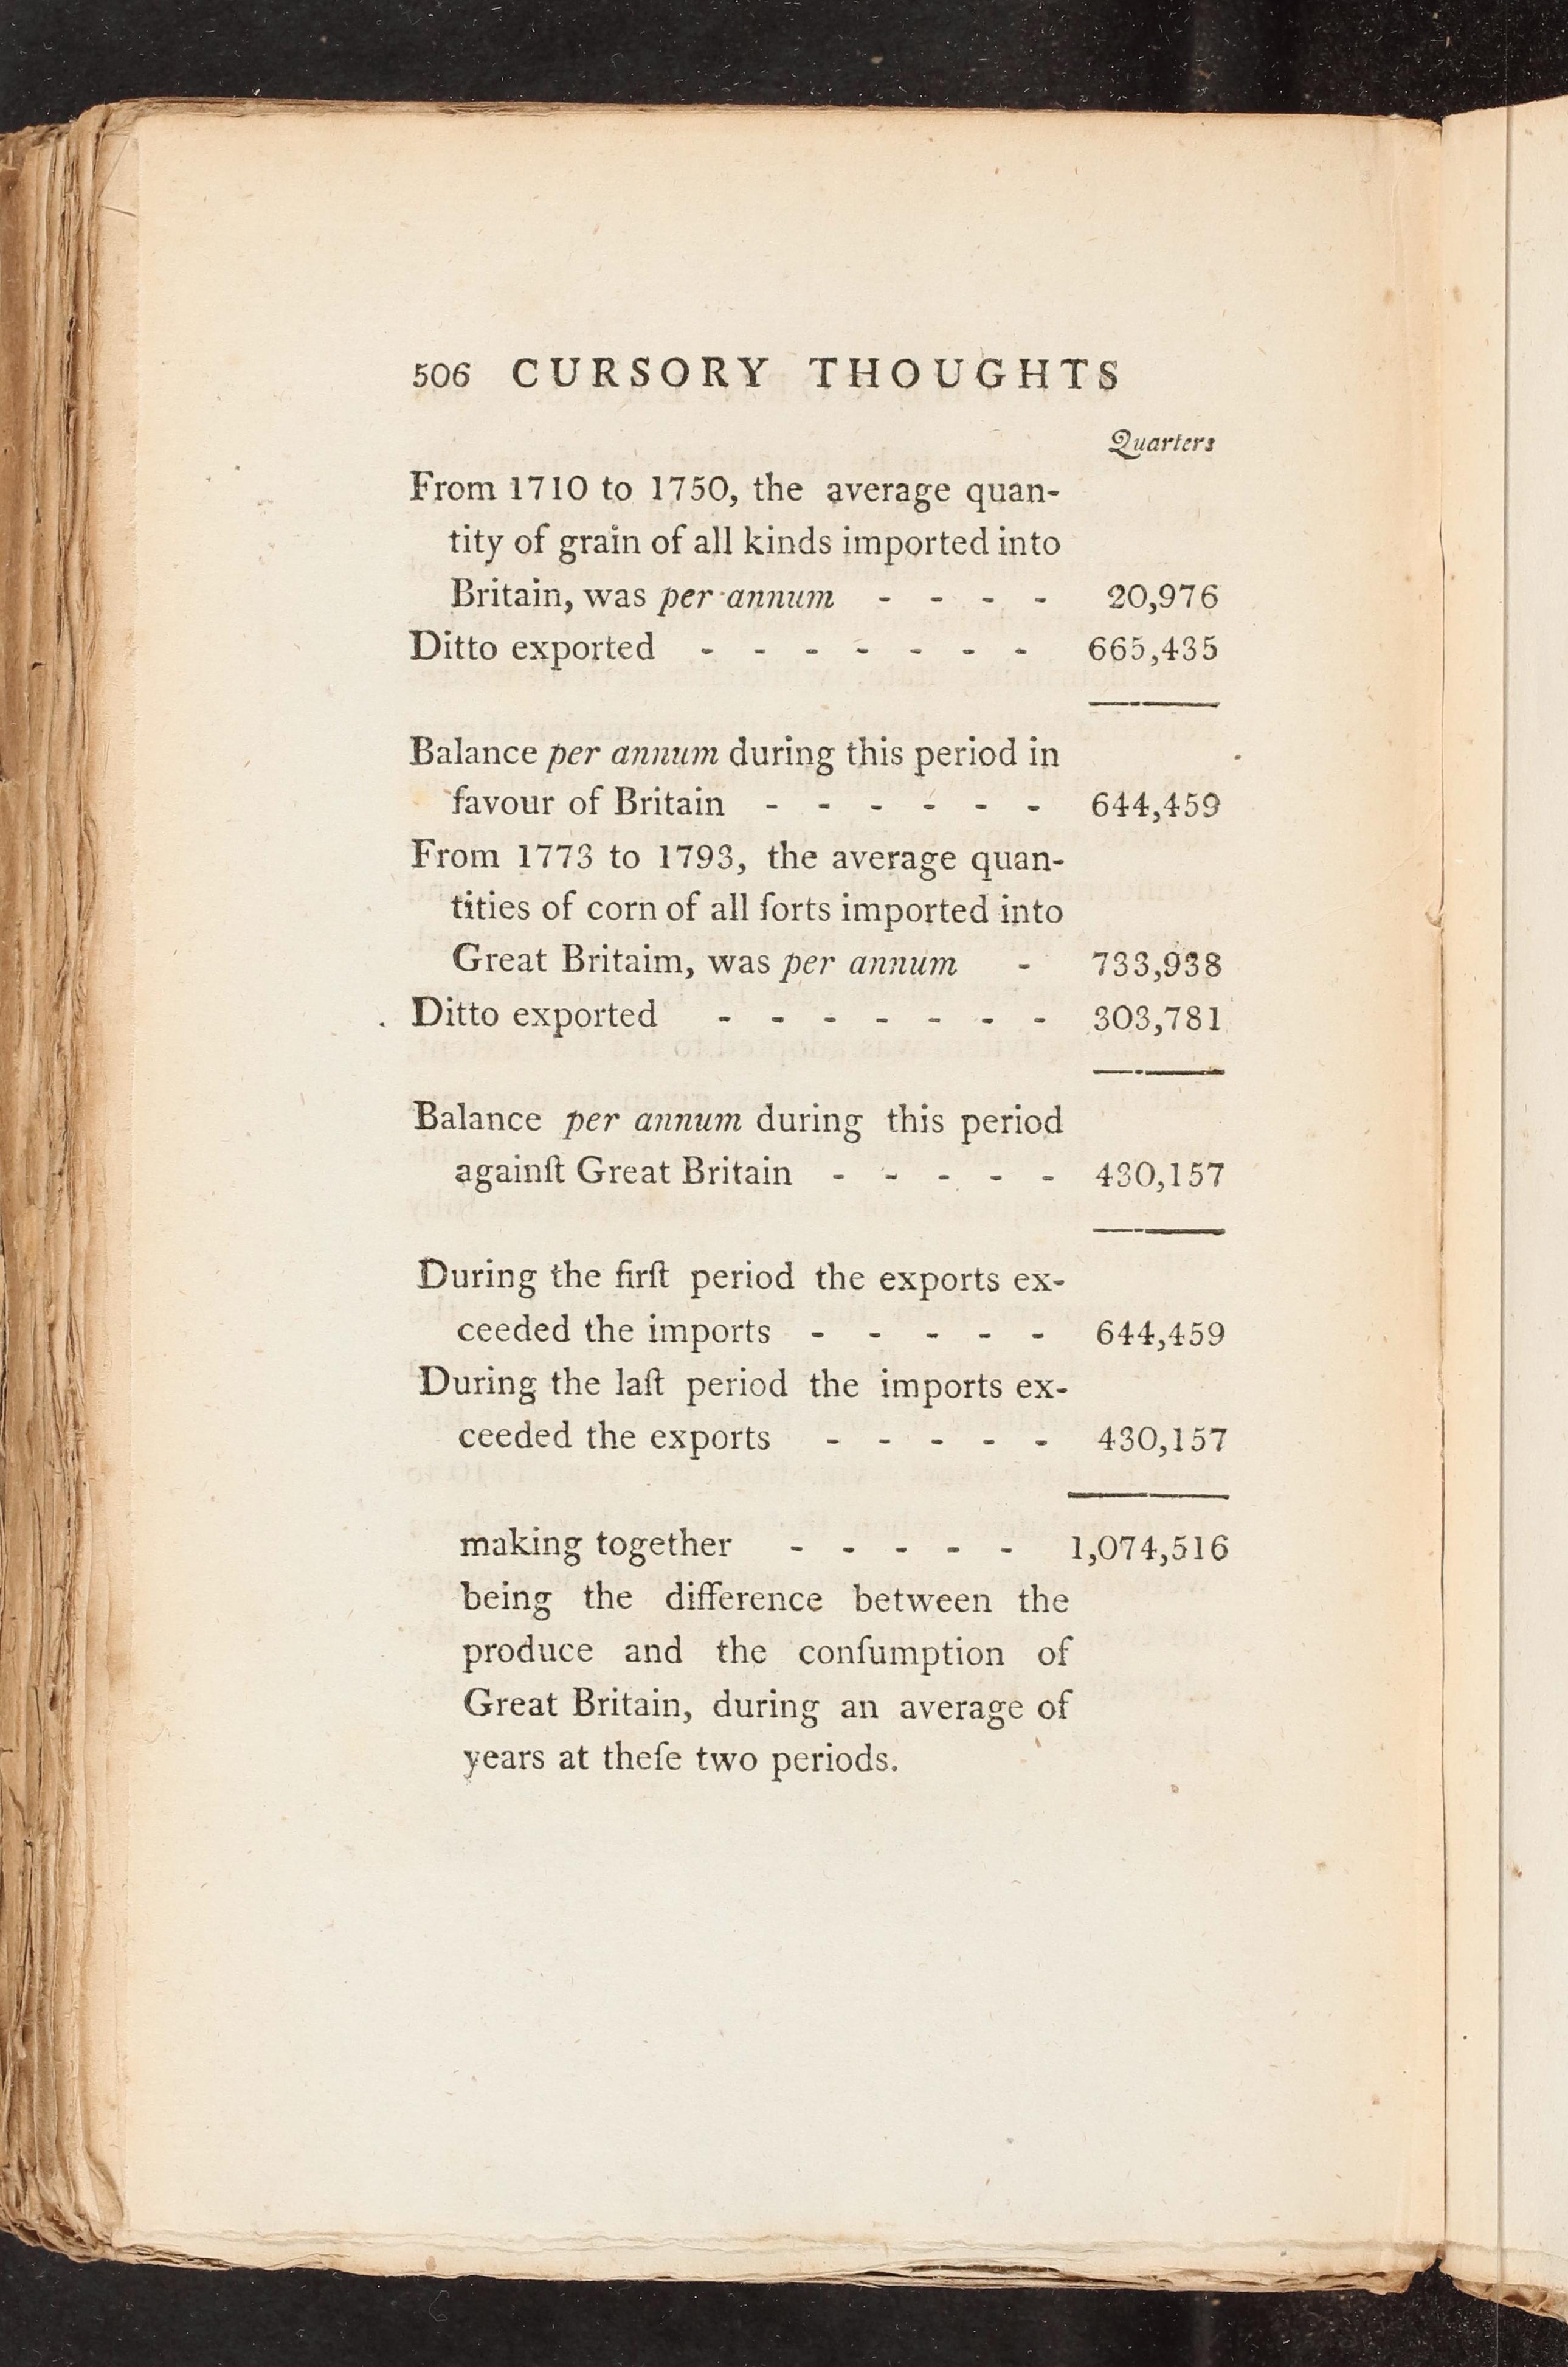 506 CURSORY THOUGHTS
Quarters
From 1710 to 1750, the average quan-
tity of grain of all kinds imported into
Britain, was per annum - - - - 20,976
Ditto exported - - - - - - - 665,435
Balance per annum during this period in
favour of Britain - - - - - - 644,459
From 1773 to 1793, the average quan-
tities of corn of all ſorts imported into
Great Britaim, was per annum - 733,938
Ditto exported - - - - - - - 303,781
Balance per annum during this period
againſt Great Britain - - - - - 430,157
During the firſt period the exports ex-
ceeded the imports - - - - - 644,459
During the laſt period the imports ex-
ceeded the exports - - - - - 430,157
making together - - - - - 1,074,516
being the difference between the
produce and the conſumption of
Great Britain, during an average of
years at theſe two periods.